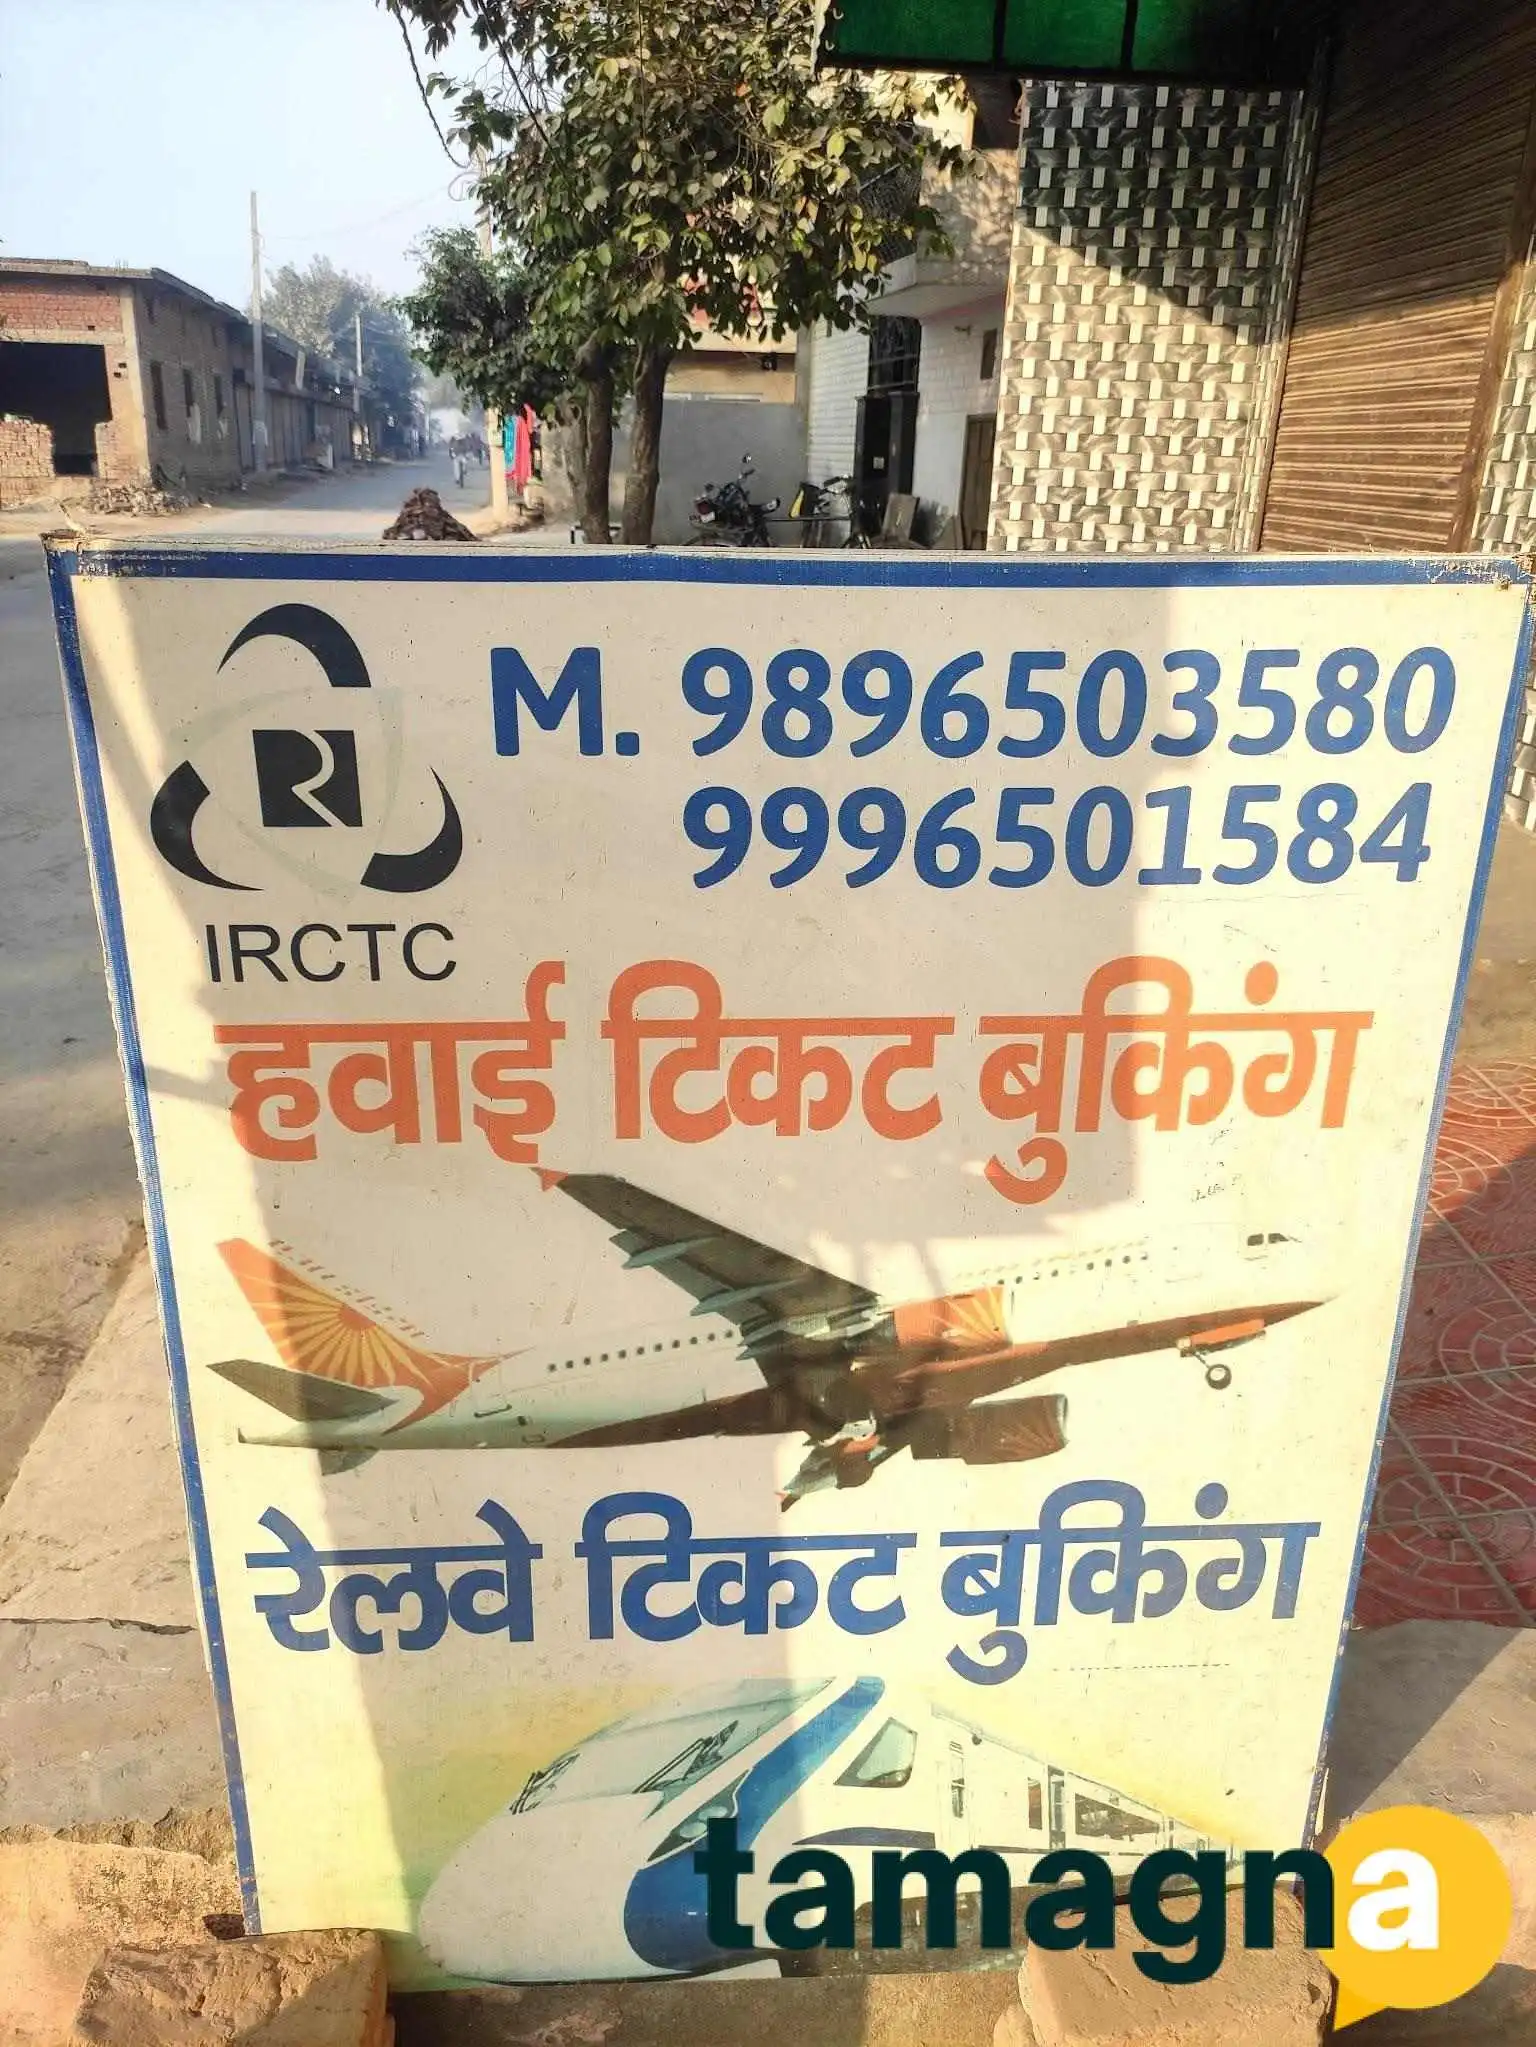 M. 9896503580
9996501584
IRCTC
हवाई टिकट बुकिंग
रेलवे टिकट बुकिंग
tamagna